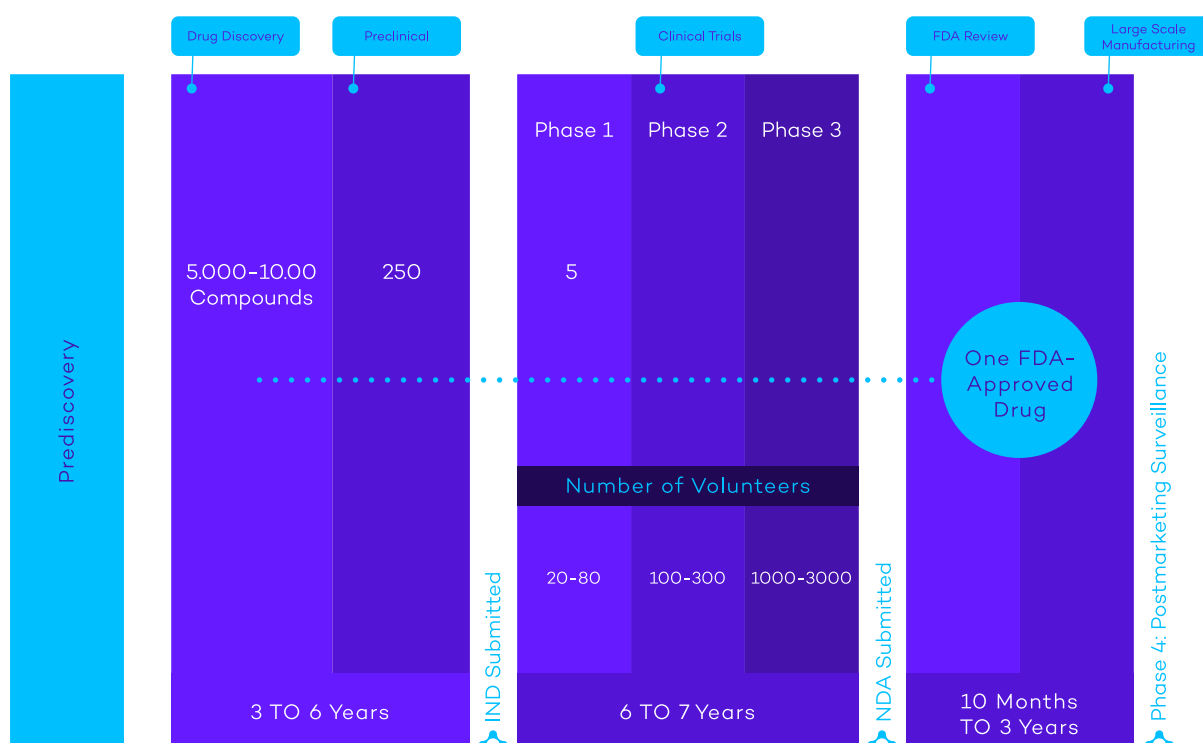 Drug Discovery
Preclinical
Clinical Trials
FDA Review
Large Scale
Manufacturing
Prediscovery
5.000-10.00
Compounds
250
Phase 1
Phase 2
Phase 3
5
One FDA-
Approved
Drug
Number of Volunteers
20-80
100-300
1000-3000
3 TO 6 Years
IND Submitted
6 TO 7 Years
NDA Submitted
10 Months
TO 3 Years
Phase 4: Postmarketing Surveillance